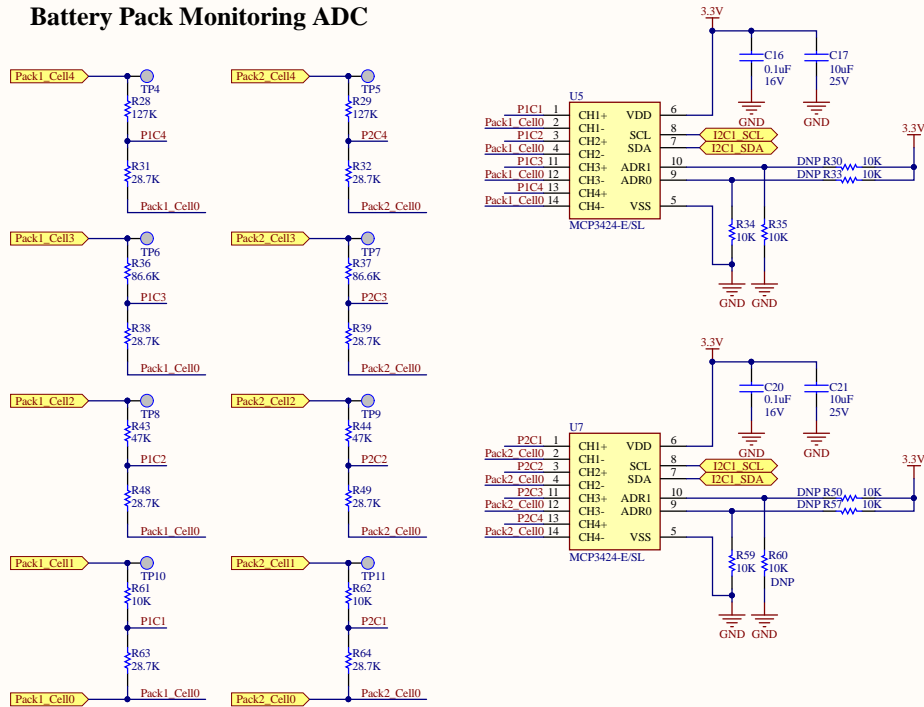 Battery Pack Monitoring ADC
Pack1_Cell4
TP4
R28
127K
P1C4
R31
28.7K
Pack1_Cell0
Pack2_Cell4
TP5
R29
127K
P2C4
R32
28.7K
Pack2_Cell0
Pack1_Cell3
TP6
R36
86.6K
P1C3
R38
28.7K
Pack1_Cell0
Pack2_Cell3
TP7
R37
86.6K
P2C3
R39
28.7K
Pack2_Cell0
Pack1_Cell2
TP8
R43
47K
P1C2
R48
28.7K
Pack1_Cell0
Pack2_Cell2
TP9
R44
47K
P2C2
R49
28.7K
Pack2_Cell0
Pack1_Cell1
TP10
R61
10K
P1C1
R63
28.7K
Pack1_Cell0 Pack1_Cell0
Pack2_Cell1
TP11
R62
10K
P2C1
R64
28.7K
Pack2_Cell0 Pack2_Cell0
3.3V
C16
0.1uF
16V
GND
C17
10uF
25V
GND
U5
P1C1 1 CH1+ VDD 6
Pack1_Cell0 2 CH1-
P1C2 3 CH2+ SCL 8 I2C1_SCL
Pack1_Cell0 4 CH2- SDA 7 I2C1_SDA
P1C3 11 CH3+ ADR1 10 DNP R30 10K
Pack1_Cell0 12 CH3- ADR0 9 DNP R33 10K
P1C4 13 CH4+
Pack1_Cell0 14 CH4- VSS 5
MCP3424-E/SL
3.3V
R34
10K
R35
10K
GND GND
3.3V
C20
0.1uF
16V
GND
C21
10uF
25V
GND
U7
P2C1 1 CH1+ VDD 6
Pack2_Cell0 2 CH1-
P2C2 3 CH2+ SCL 8 I2C1_SCL
Pack2_Cell0 4 CH2- SDA 7 I2C1_SDA
P2C3 11 CH3+ ADR1 10 DNP R50 10K
Pack2_Cell0 12 CH3- ADR0 9 DNP R57 10K
P2C4 13 CH4+
Pack2_Cell0 14 CH4- VSS 5
MCP3424-E/SL
3.3V
R59
10K
R60
10K
DNP
GND GND